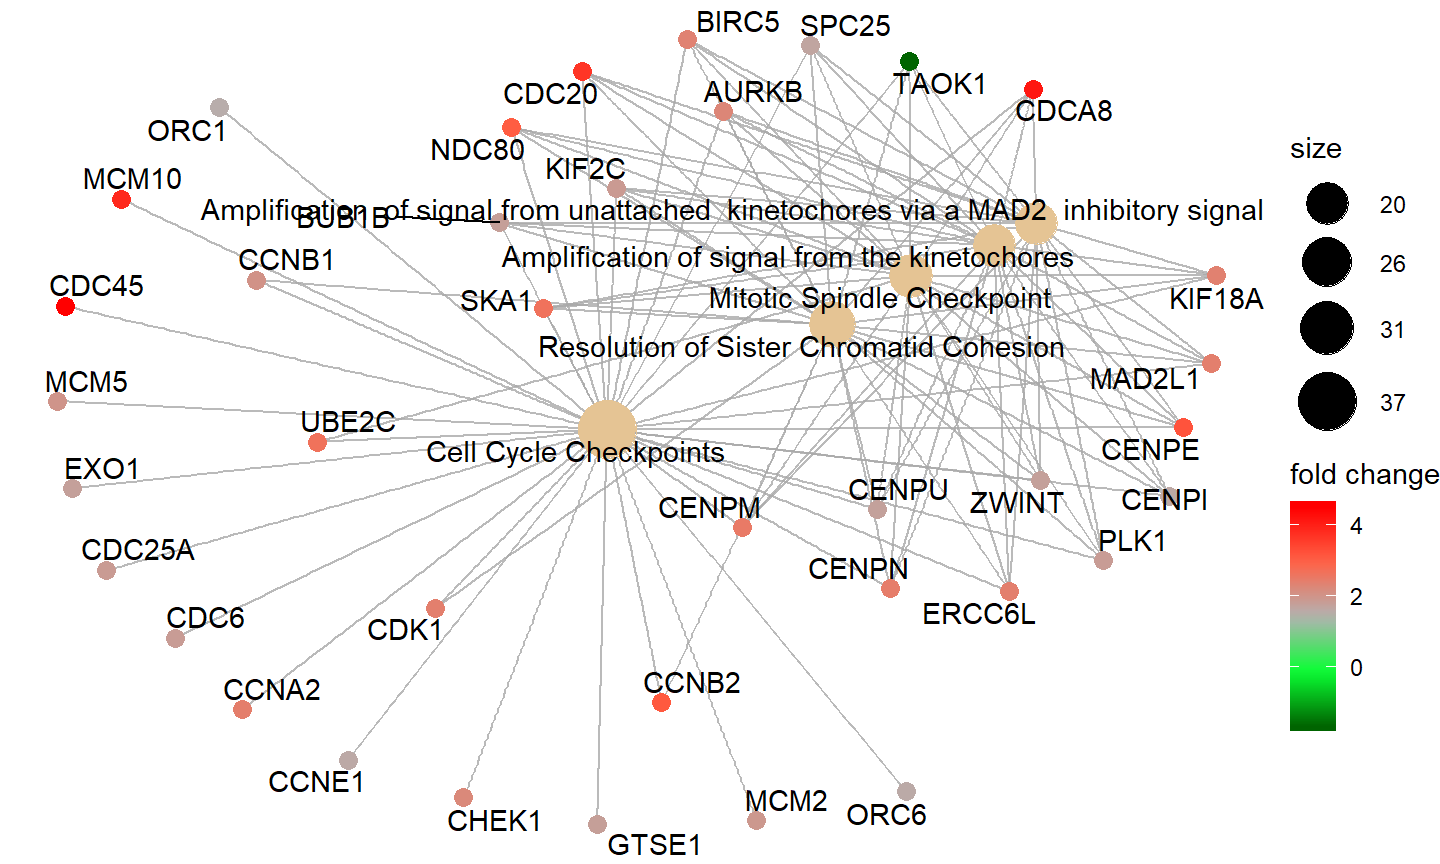 BIRC5
SPC25
TAOK1
CDC20
AURKB
CDCA8
ORC1
NDC80
KIF2C
MCM10
Amplification of signal from unattached kinetochores via a MAD2 inhibitory signal
BUB1B
CCNB1
Amplification of signal from the kinetochores
CDC45
SKA1
Mitotic Spindle Checkpoint
KIF18A
Resolution of Sister Chromatid Cohesion
MCM5
MAD2L1
UBE2C
Cell Cycle Checkpoints
CENPE
EXO1
CENPM
CENPU
ZWINT
CENPI
CDC25A
PLK1
CENPN
CDC6
CDK1
ERCC6L
CCNA2
CCNB2
CCNE1
CHEK1
GTSE1
MCM2
ORC6
size
20
26
31
37
fold change
4
2
0